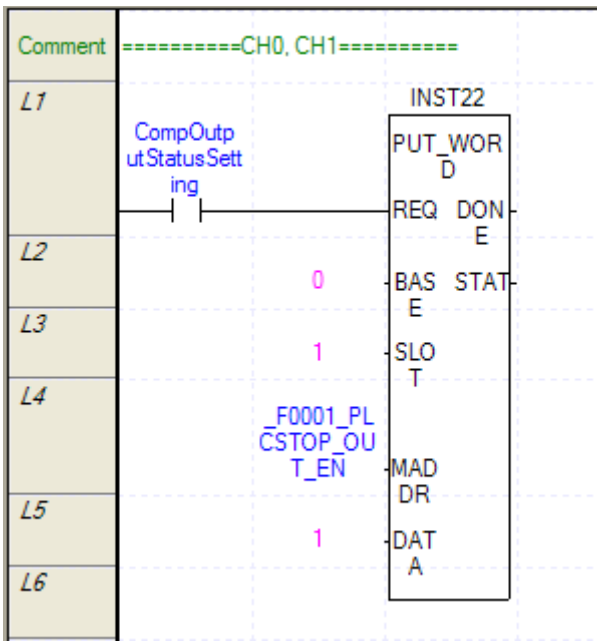 Comment ==========CH0, CH1==========
L1
INST22
CompOutp
utStatusSett
ing
PUT_WOR
D
REQ DON
E
L2
0
BAS STAT
E
L3
1
SLO
T
L4
_F0001_PL
CSTOP_OU
T_EN
MAD
DR
L5
1
DAT
A
L6